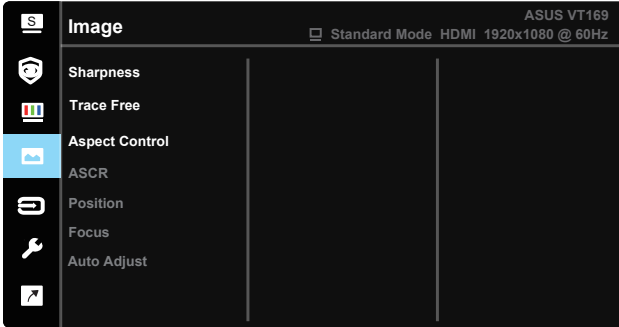 S
Image
ASUS VT169
Standard Mode HDMI 1920x1080 @ 60Hz
Sharpness
Trace Free
Aspect Control
ASCR
Position
Focus
Auto Adjust